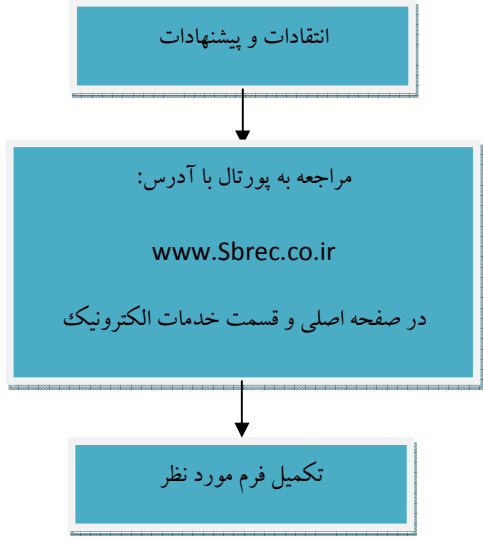 انتقادات و پیشنهادات
مراجعه به پورتال با آدرس:
www.Sbrec.co.ir
در صفحه اصلی و قسمت خدمات الکترونیک
تکمیل فرم مورد نظر